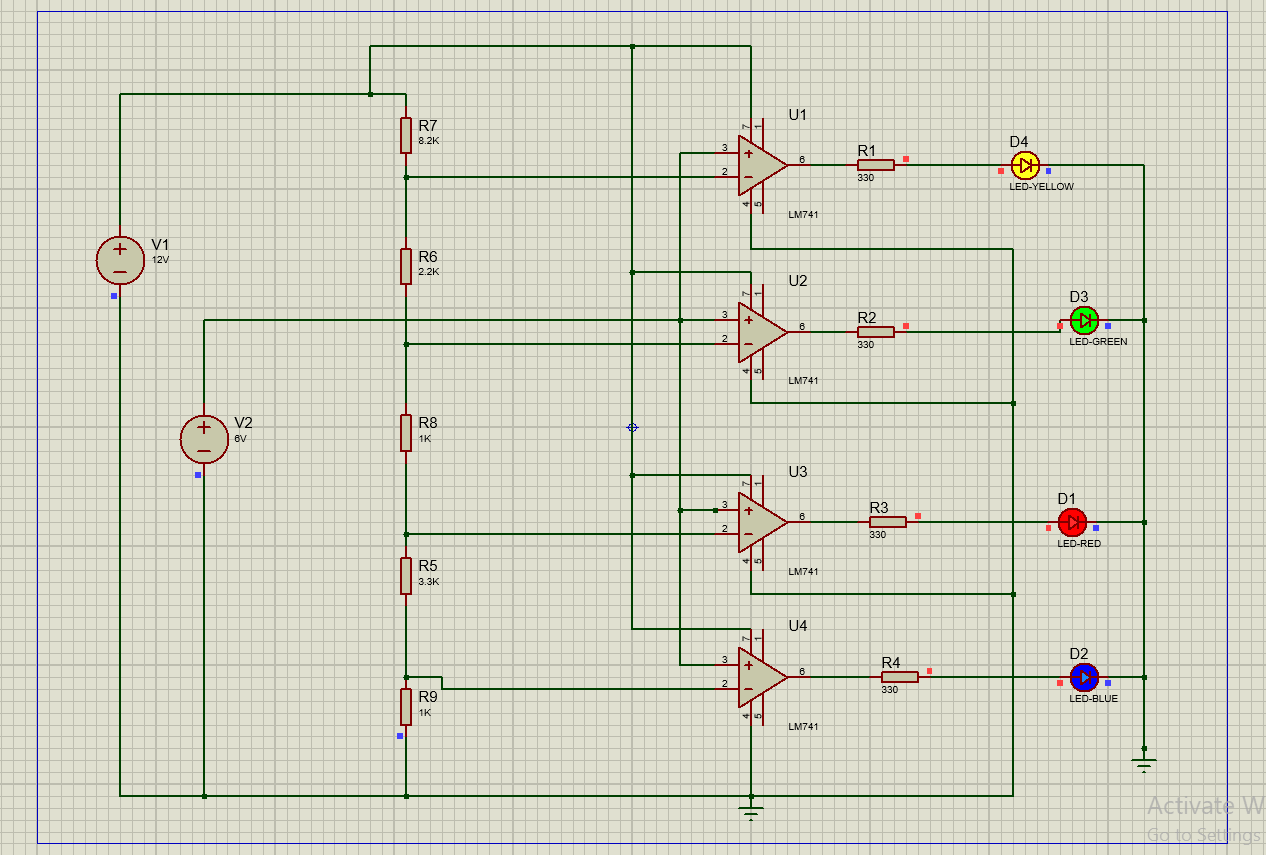 U1
7
1
3
2
6
4
5
LM741
R1
330
D4
LED-YELLOW
R7
8.2K
V1
12V
R6
2.2K
U2
7
1
3
2
6
4
5
LM741
R2
330
D3
LED-GREEN
V2
6V
R8
1K
U3
7
1
3
2
6
4
5
LM741
R3
330
D1
LED-RED
R5
3.3K
U4
7
1
3
2
6
4
5
LM741
R4
330
D2
LED-BLUE
R9
1K
Activate W
Go to Settings